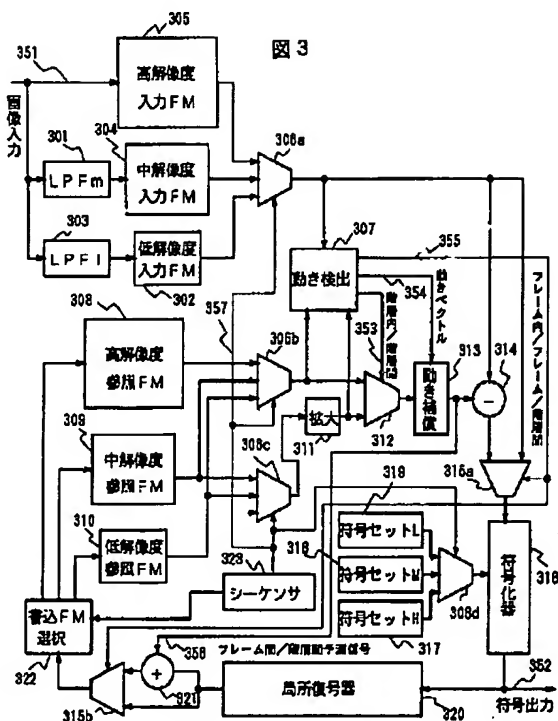 図3
305
351
画像入力
高解像度
入力FM
301
304
306a
LPFm
中解像度
入力FM
303
307
355
LPFl
低解像度
入力FM
302
動き検出
354
動きベクトル
フレーム内/フレーム/階層間
308
357
353
階層内/階層間
313
314
高解像度
参照FM
306b
動き補償
−
311
拡大
312
309
306c
中解像度
参照FM
315a
310
319
符号セットL
低解像度
参照FM
318
符号セットM
符号化器
316
323
306d
シーケンサ
符号セットH
書込FM
選択
317
322
356
フレーム間/階層間予測信号
352
315b
+
321
局所復号器
320
符号出力